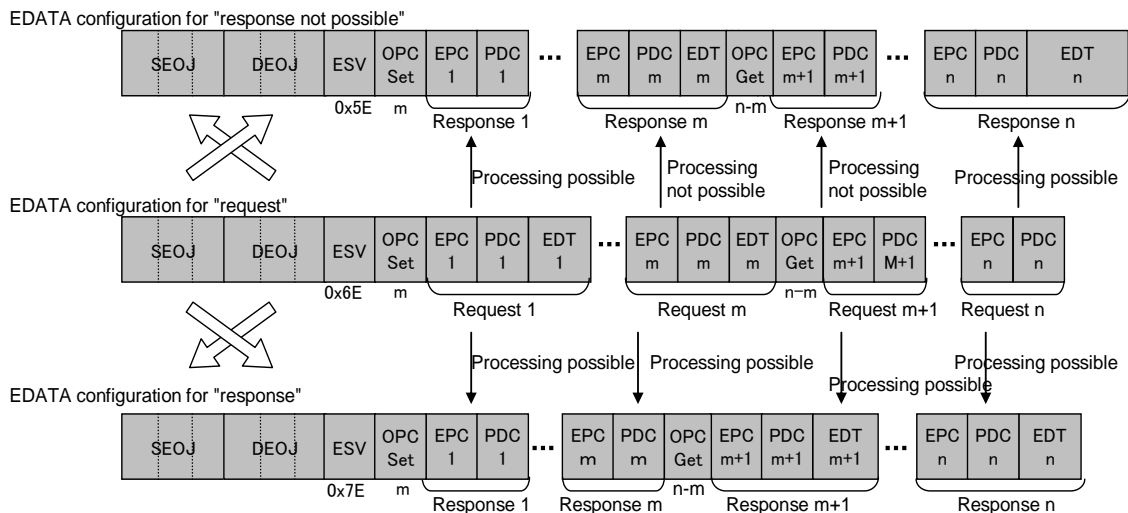 EDATA configuration for "response not possible"
SEOJ DEOJ ESV OPC Set EPC 1 PDC 1 ... EPC m PDC m EDT m OPC Get EPC m+1 PDC m+1 ... EPC n PDC n EDT n
0x5E m n-m
Response 1 Response m Response m+1 Response n
Processing possible Processing not possible Processing not possible Processing possible
EDATA configuration for "request"
SEOJ DEOJ ESV OPC Set EPC 1 PDC 1 EDT 1 ... EPC m PDC m EDT m OPC Get EPC m+1 PDC M+1 ... EPC n PDC n
0x6E m n-m
Request 1 Request m Request m+1 Request n
Processing possible Processing possible Processing possible Processing possible
EDATA configuration for "response"
SEOJ DEOJ ESV OPC Set EPC 1 PDC 1 ... EPC m PDC m OPC Get EPC m+1 PDC m+1 EDT m+1 ... EPC n PDC n EDT n
0x7E m n-m
Response 1 Response m Response m+1 Response n